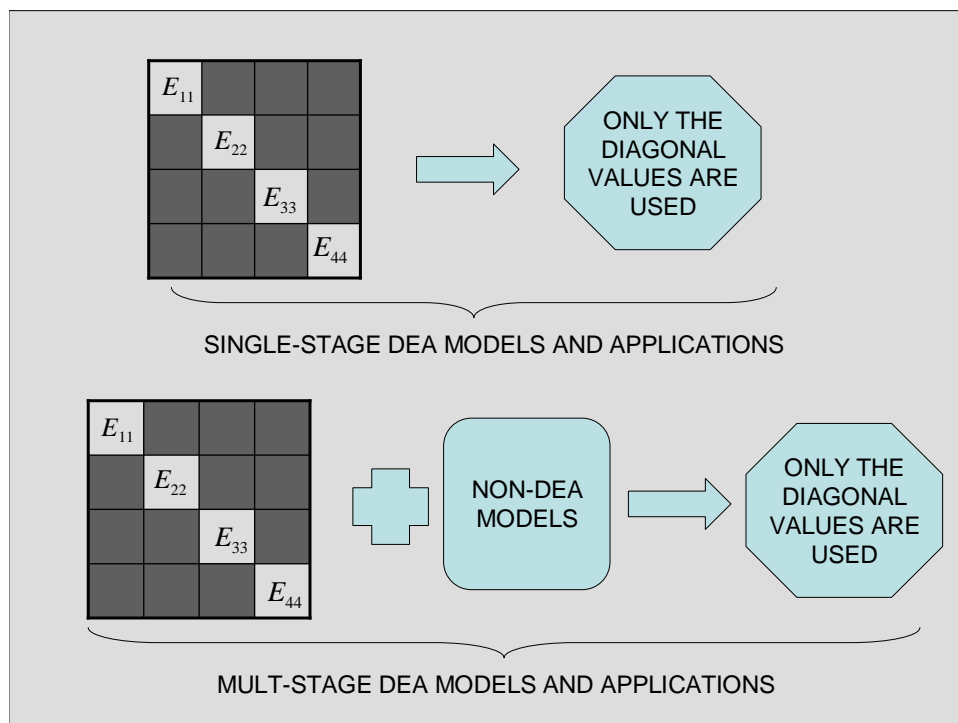 E11
E22
E33
E44
ONLY THE
DIAGONAL
VALUES ARE
USED
SINGLE-STAGE DEA MODELS AND APPLICATIONS
E11
E22
E33
E44
NON-DEA
MODELS
ONLY THE
DIAGONAL
VALUES ARE
USED
MULT-STAGE DEA MODELS AND APPLICATIONS